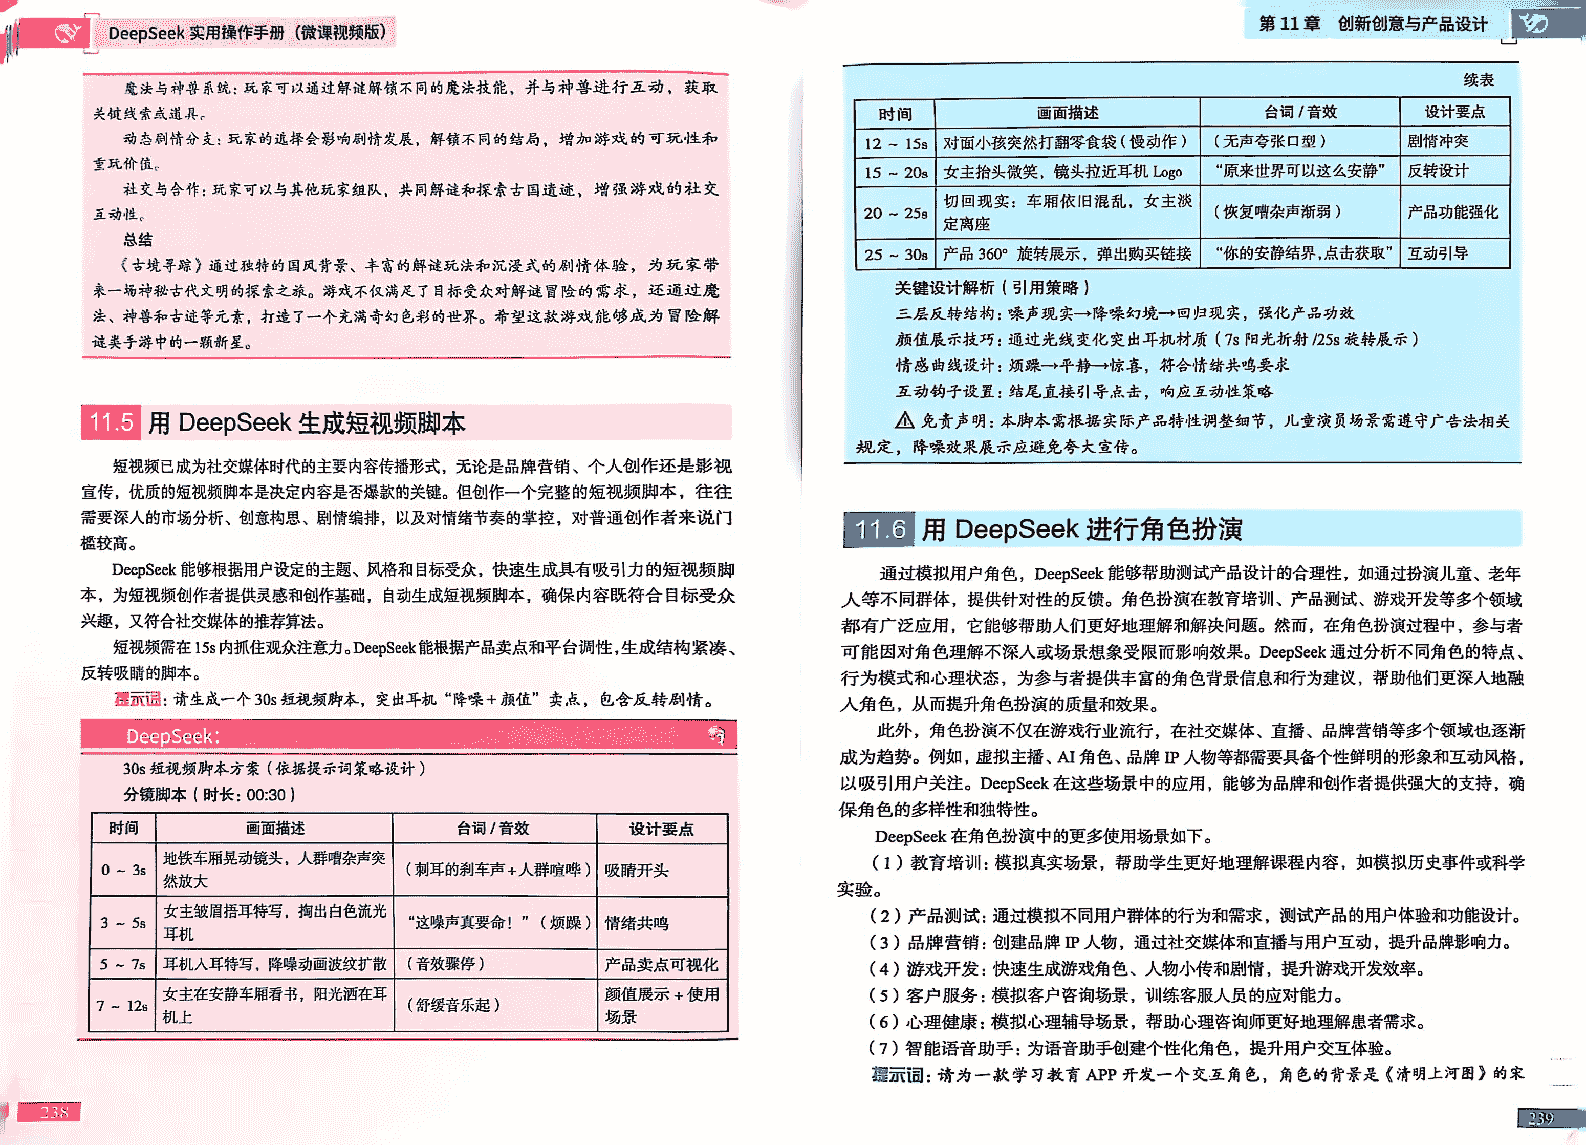 DeepSeek 实用操作手册（微课视频版）
魔法与神兽系统：玩家可以通过解谜解锁不同的魔法技能，并与神兽进行互动，获取
关键线索或道具。
动态剧情分支：玩家的选择会影响剧情发展，解锁不同的结局，增加游戏的可玩性和
重玩价值。
社交与合作：玩家可以与其他玩家组队，共同解谜和探索古国遗迹，增强游戏的社交
互动性。
总结
《古境寻踪》通过独特的国风背景、丰富的解谜玩法和沉浸式的剧情体验，为玩家带
来一场神秘古代文明的探索之旅。游戏不仅满足了目标受众对解谜冒险的需求，还通过魔
法、神兽和古迹等元素，打造了一个充满奇幻色彩的世界。希望这款游戏能够成为冒险解
谜类手游中的一颗新星。
11.5 用 DeepSeek 生成短视频脚本
短视频已成为社交媒体时代的主要内容传播形式，无论是品牌营销、个人创作还是影视
宣传，优质的短视频脚本是决定内容是否爆款的关键。但创作一个完整的短视频脚本，往往
需要深入的市场分析、创意构思、剧情编排，以及对情绪节奏的掌控，对普通创作者来说门
槛较高。
DeepSeek 能够根据用户设定的主题、风格和目标受众，快速生成具有吸引力的短视频脚
本，为短视频创作者提供灵感和创作基础，自动生成短视频脚本，确保内容既符合目标受众
兴趣，又符合社交媒体的推荐算法。
短视频需在 15s 内抓住观众注意力。DeepSeek 能根据产品卖点和平台调性，生成结构紧凑、
反转吸睛的脚本。
提示词：请生成一个 30s 短视频脚本，突出耳机“降噪+颜值”卖点，包含反转剧情。
DeepSeek：
30s 短视频脚本方案（依据提示词策略设计）
分镜脚本（时长：00:30）
时间 画面描述 台词/音效 设计要点
0～3s 地铁车厢晃动镜头，人群嘈杂声突然放大 （刺耳的刹车声+人群喧哗） 吸睛开头
3～5s 女主皱眉捂耳特写，掏出白色流光耳机 “这噪声真要命！”（烦躁） 情绪共鸣
5～7s 耳机入耳特写，降噪动画波纹扩散 （音效骤停） 产品卖点可视化
7～12s 女主在安静车厢看书，阳光洒在耳机上 （舒缓音乐起） 颜值展示+使用场景
238
第 11 章 创新创意与产品设计
续表
时间 画面描述 台词/音效 设计要点
12～15s 对面小孩突然打翻零食袋（慢动作） （无声夸张口型） 剧情冲突
15～20s 女主抬头微笑，镜头拉近耳机 Logo “原来世界可以这么安静” 反转设计
20～25s 切回现实：车厢依旧混乱，女主淡定离座 （恢复嘈杂声渐弱） 产品功能强化
25～30s 产品 360° 旋转展示，弹出购买链接 “你的安静结界，点击获取” 互动引导
关键设计解析（引用策略）
三层反转结构：噪声现实→降噪幻境→回归现实，强化产品功效
颜值展示技巧：通过光线变化突出耳机材质（7s 阳光折射/25s 旋转展示）
情感曲线设计：烦躁→平静→惊喜，符合情绪共鸣要求
互动钩子设置：结尾直接引导点击，响应互动性策略
⚠ 免责声明：本脚本需根据实际产品特性调整细节，儿童演员场景需遵守广告法相关
规定，降噪效果展示应避免夸大宣传。
11.6 用 DeepSeek 进行角色扮演
通过模拟用户角色，DeepSeek 能够帮助测试产品设计的合理性，如通过扮演儿童、老年
人等不同群体，提供针对性的反馈。角色扮演在教育培训、产品测试、游戏开发等多个领域
都有广泛应用，它能够帮助人们更好地理解和解决问题。然而，在角色扮演过程中，参与者
可能因对角色理解不深入或场景想象受限而影响效果。DeepSeek 通过分析不同角色的特点、
行为模式和心理状态，为参与者提供丰富的角色背景信息和行为建议，帮助他们更深入地融
入角色，从而提升角色扮演的质量和效果。
此外，角色扮演不仅在游戏行业流行，在社交媒体、直播、品牌营销等多个领域也逐渐
成为趋势。例如，虚拟主播、AI 角色、品牌 IP 人物等都需要具备个性鲜明的形象和互动风格，
以吸引用户关注。DeepSeek 在这些场景中的应用，能够为品牌和创作者提供强大的支持，确
保角色的多样性和独特性。
DeepSeek 在角色扮演中的更多使用场景如下。
（1）教育培训：模拟真实场景，帮助学生更好地理解课程内容，如模拟历史事件或科学
实验。
（2）产品测试：通过模拟不同用户群体的行为和需求，测试产品的用户体验和功能设计。
（3）品牌营销：创建品牌 IP 人物，通过社交媒体和直播与用户互动，提升品牌影响力。
（4）游戏开发：快速生成游戏角色、人物小传和剧情，提升游戏开发效率。
（5）客户服务：模拟客户咨询场景，训练客服人员的应对能力。
（6）心理健康：模拟心理辅导场景，帮助心理咨询师更好地理解患者需求。
（7）智能语音助手：为语音助手创建个性化角色，提升用户交互体验。
提示词：请为一款学习教育 APP 开发一个交互角色，角色的背景是《清明上河图》的宋
239